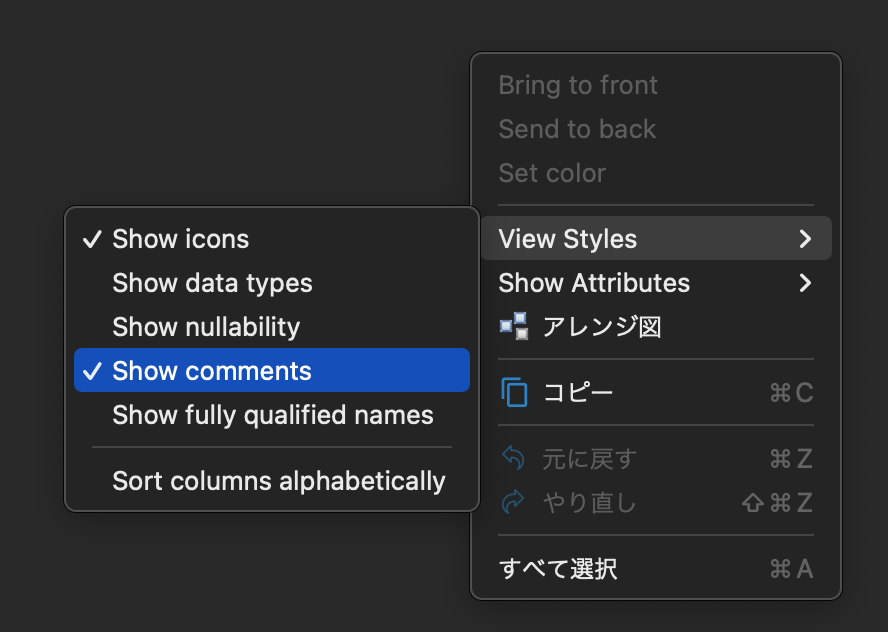 Bring to front
Send to back
Set color
View Styles
Show Attributes
アレンジ図
コピー ⌘C
元に戻す ⌘Z
やり直し ⇧⌘Z
すべて選択 ⌘A
Show icons
Show data types
Show nullability
Show comments
Show fully qualified names
Sort columns alphabetically